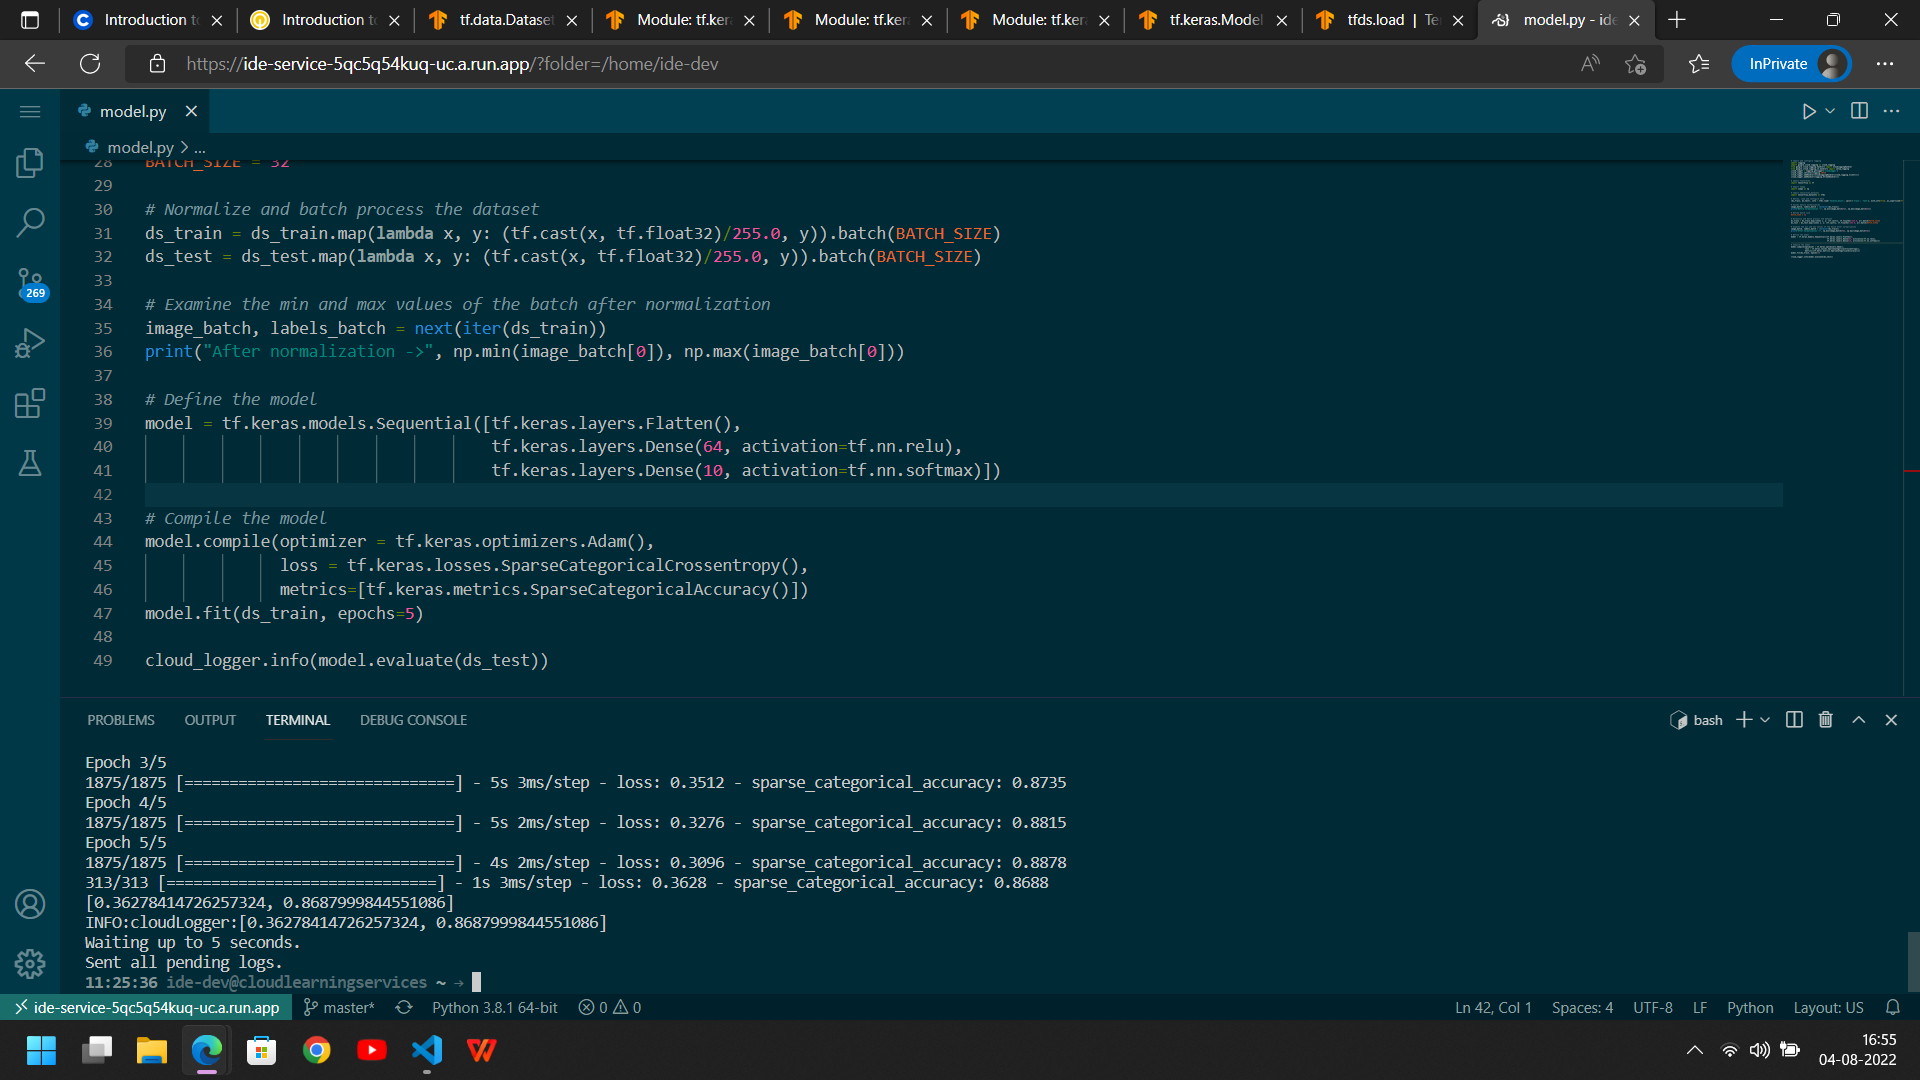 Introduction to
Introduction to
tf.data.Dataset
Module: tf.kera
Module: tf.kera
Module: tf.kera
tf.keras.Model
tfds.load | Te
model.py - ide
https://ide-service-5qc5q54kuq-uc.a.run.app/?folder=/home/ide-dev
InPrivate
model.py
model.py > ...
28 BATCH_SIZE = 32
29
30 # Normalize and batch process the dataset
31 ds_train = ds_train.map(lambda x, y: (tf.cast(x, tf.float32)/255.0, y)).batch(BATCH_SIZE)
32 ds_test = ds_test.map(lambda x, y: (tf.cast(x, tf.float32)/255.0, y)).batch(BATCH_SIZE)
33
34 # Examine the min and max values of the batch after normalization
35 image_batch, labels_batch = next(iter(ds_train))
36 print("After normalization ->", np.min(image_batch[0]), np.max(image_batch[0]))
37
38 # Define the model
39 model = tf.keras.models.Sequential([tf.keras.layers.Flatten(),
40 tf.keras.layers.Dense(64, activation=tf.nn.relu),
41 tf.keras.layers.Dense(10, activation=tf.nn.softmax)])
42
43 # Compile the model
44 model.compile(optimizer = tf.keras.optimizers.Adam(),
45 loss = tf.keras.losses.SparseCategoricalCrossentropy(),
46 metrics=[tf.keras.metrics.SparseCategoricalAccuracy()])
47 model.fit(ds_train, epochs=5)
48
49 cloud_logger.info(model.evaluate(ds_test))
269
PROBLEMS OUTPUT TERMINAL DEBUG CONSOLE
bash
Epoch 3/5
1875/1875 [==============================] - 5s 3ms/step - loss: 0.3512 - sparse_categorical_accuracy: 0.8735
Epoch 4/5
1875/1875 [==============================] - 5s 2ms/step - loss: 0.3276 - sparse_categorical_accuracy: 0.8815
Epoch 5/5
1875/1875 [==============================] - 4s 2ms/step - loss: 0.3096 - sparse_categorical_accuracy: 0.8878
313/313 [==============================] - 1s 3ms/step - loss: 0.3628 - sparse_categorical_accuracy: 0.8688
[0.36278414726257324, 0.8687999844551086]
INFO:cloudLogger:[0.36278414726257324, 0.8687999844551086]
Waiting up to 5 seconds.
Sent all pending logs.
11:25:36 ide-dev@cloudlearningservices ~ →
ide-service-5qc5q54kuq-uc.a.run.app master* Python 3.8.1 64-bit 0 0 Ln 42, Col 1 Spaces: 4 UTF-8 LF Python Layout: US
16:55
04-08-2022